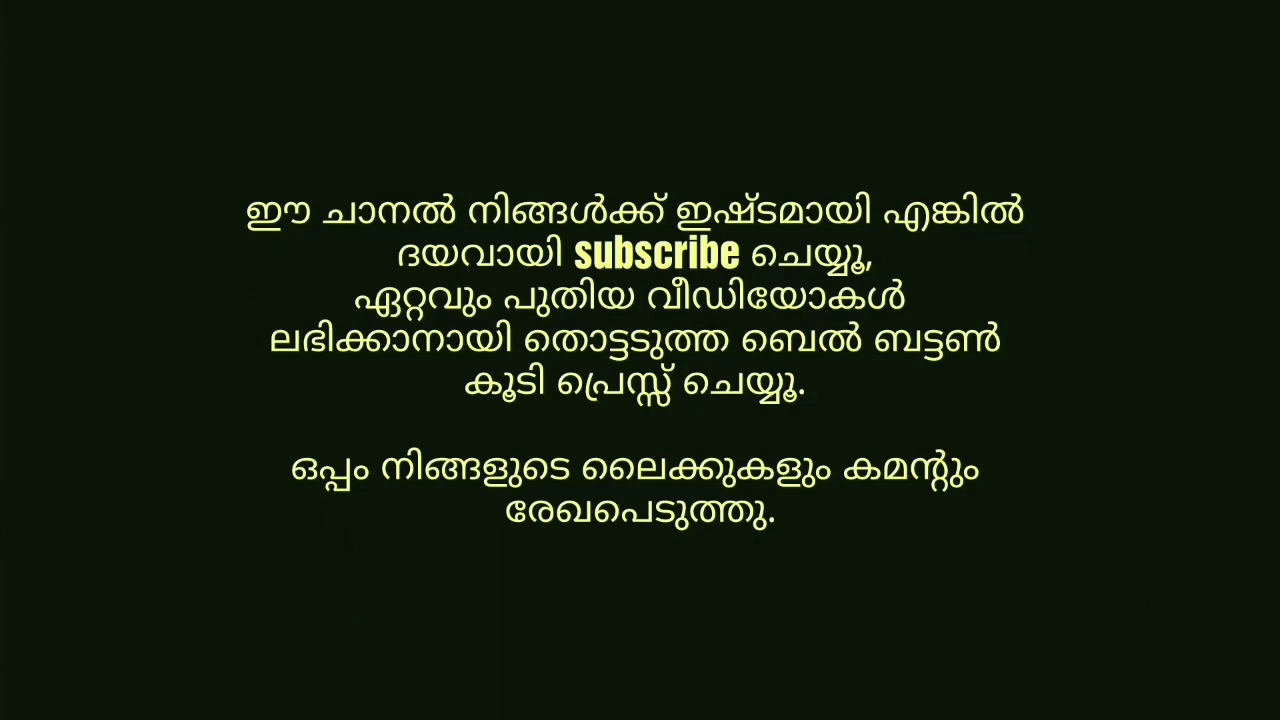 ഈ ചാനൽ നിങ്ങൾക്ക് ഇഷ്ടമായി എങ്കിൽ
ദയവായി subscribe ചെയ്യൂ,
ഏറ്റവും പുതിയ വീഡിയോകൾ
ലഭിക്കാനായി തൊട്ടടുത്ത ബെൽ ബട്ടൺ
കൂടി പ്രെസ്സ് ചെയ്യൂ.
ഒപ്പം നിങ്ങളുടെ ലൈക്കുകളും കമന്റും
രേഖപെടുത്തു.